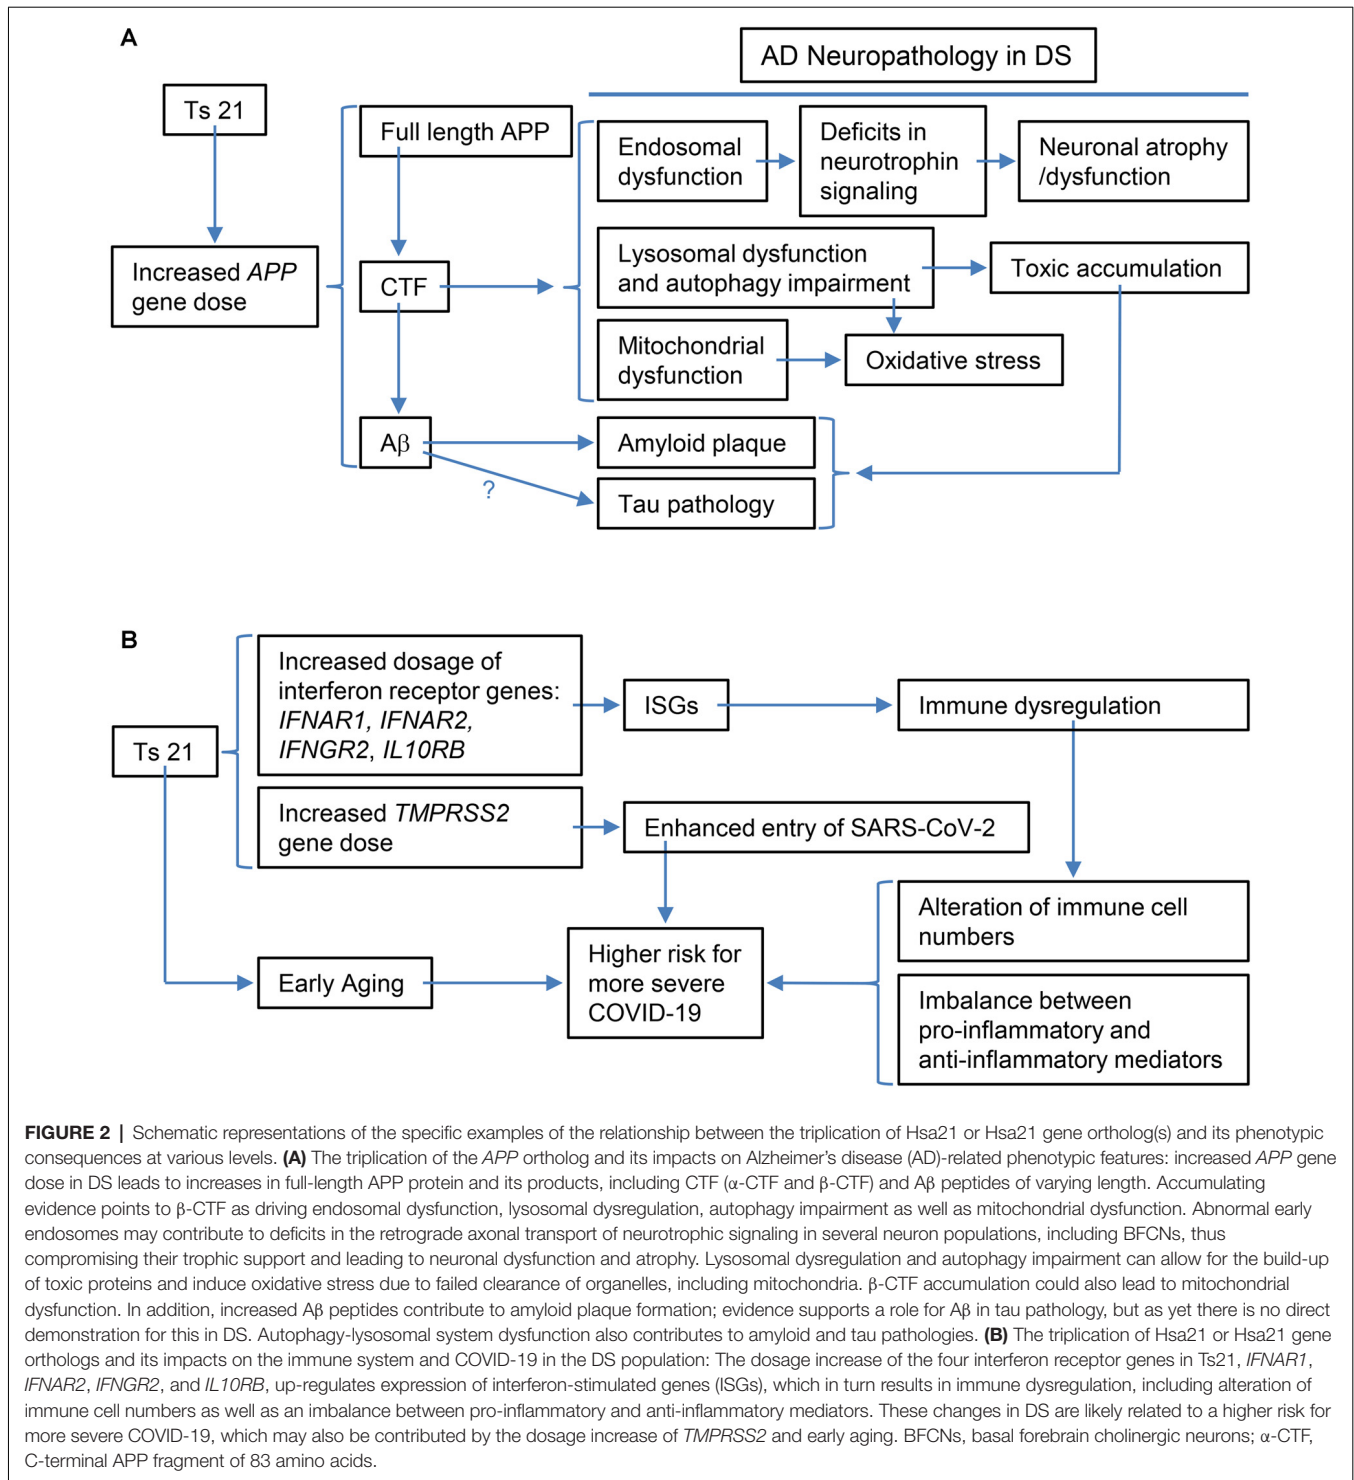 A
AD Neuropathology in DS
Ts 21
Increased APP
gene dose
Full length APP
CTF
Aβ
?
Endosomal
dysfunction
Deficits in
neurotrophin
signaling
Neuronal atrophy
/dysfunction
Lysosomal dysfunction
and autophagy impairment
Toxic accumulation
Mitochondrial
dysfunction
Oxidative stress
Amyloid plaque
Tau pathology
B
Ts 21
Increased dosage of
interferon receptor genes:
IFNAR1, IFNAR2,
IFNGR2, IL10RB
ISGs
Immune dysregulation
Increased TMPRSS2
gene dose
Enhanced entry of SARS-CoV-2
Early Aging
Higher risk for
more severe
COVID-19
Alteration of immune cell
numbers
Imbalance between
pro-inflammatory and
anti-inflammatory mediators
FIGURE 2 | Schematic representations of the specific examples of the relationship between the triplication of Hsa21 or Hsa21 gene ortholog(s) and its phenotypic
consequences at various levels. (A) The triplication of the APP ortholog and its impacts on Alzheimer's disease (AD)-related phenotypic features: increased APP gene
dose in DS leads to increases in full-length APP protein and its products, including CTF (α-CTF and β-CTF) and Aβ peptides of varying length. Accumulating
evidence points to β-CTF as driving endosomal dysfunction, lysosomal dysregulation, autophagy impairment as well as mitochondrial dysfunction. Abnormal early
endosomes may contribute to deficits in the retrograde axonal transport of neurotrophic signaling in several neuron populations, including BFCNs, thus
compromising their trophic support and leading to neuronal dysfunction and atrophy. Lysosomal dysregulation and autophagy impairment can allow for the build-up
of toxic proteins and induce oxidative stress due to failed clearance of organelles, including mitochondria. β-CTF accumulation could also lead to mitochondrial
dysfunction. In addition, increased Aβ peptides contribute to amyloid plaque formation; evidence supports a role for Aβ in tau pathology, but as yet there is no direct
demonstration for this in DS. Autophagy-lysosomal system dysfunction also contributes to amyloid and tau pathologies. (B) The triplication of Hsa21 or Hsa21 gene
orthologs and its impacts on the immune system and COVID-19 in the DS population: The dosage increase of the four interferon receptor genes in Ts21, IFNAR1,
IFNAR2, IFNGR2, and IL10RB, up-regulates expression of interferon-stimulated genes (ISGs), which in turn results in immune dysregulation, including alteration of
immune cell numbers as well as an imbalance between pro-inflammatory and anti-inflammatory mediators. These changes in DS are likely related to a higher risk for
more severe COVID-19, which may also be contributed by the dosage increase of TMPRSS2 and early aging. BFCNs, basal forebrain cholinergic neurons; α-CTF,
C-terminal APP fragment of 83 amino acids.